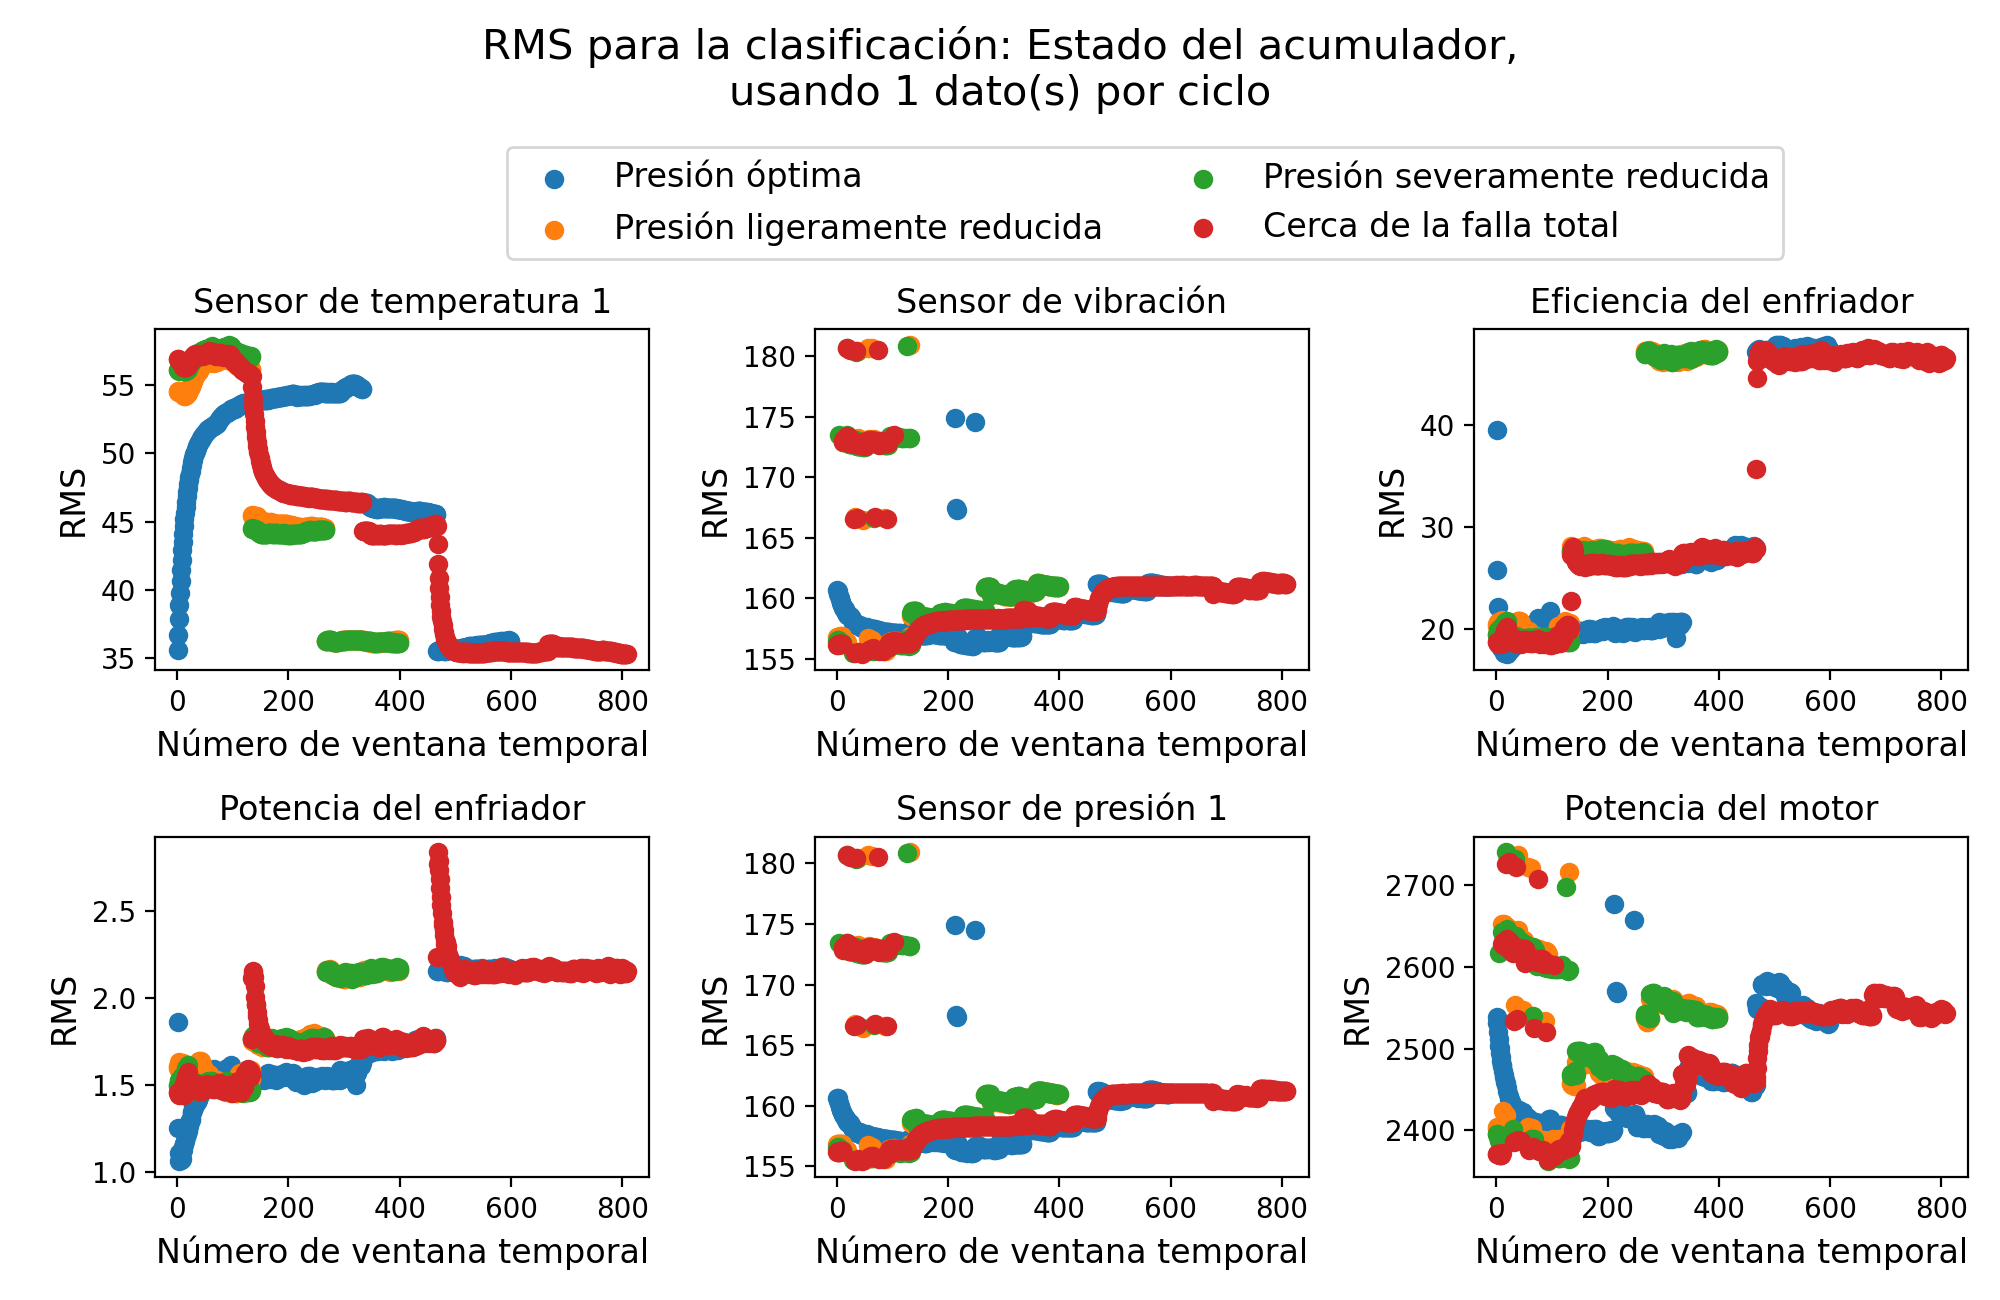 RMS para la clasificación: Estado del acumulador,
usando 1 dato(s) por ciclo
Presión óptima
Presión ligeramente reducida
Presión severamente reducida
Cerca de la falla total
Sensor de temperatura 1
55
50
45
40
35
RMS
0 200 400 600 800
Número de ventana temporal
Sensor de vibración
180
175
170
165
160
155
RMS
0 200 400 600 800
Número de ventana temporal
Eficiencia del enfriador
40
30
20
RMS
0 200 400 600 800
Número de ventana temporal
Potencia del enfriador
2.5
2.0
1.5
1.0
RMS
0 200 400 600 800
Número de ventana temporal
Sensor de presión 1
180
175
170
165
160
155
RMS
0 200 400 600 800
Número de ventana temporal
Potencia del motor
2700
2600
2500
2400
RMS
0 200 400 600 800
Número de ventana temporal